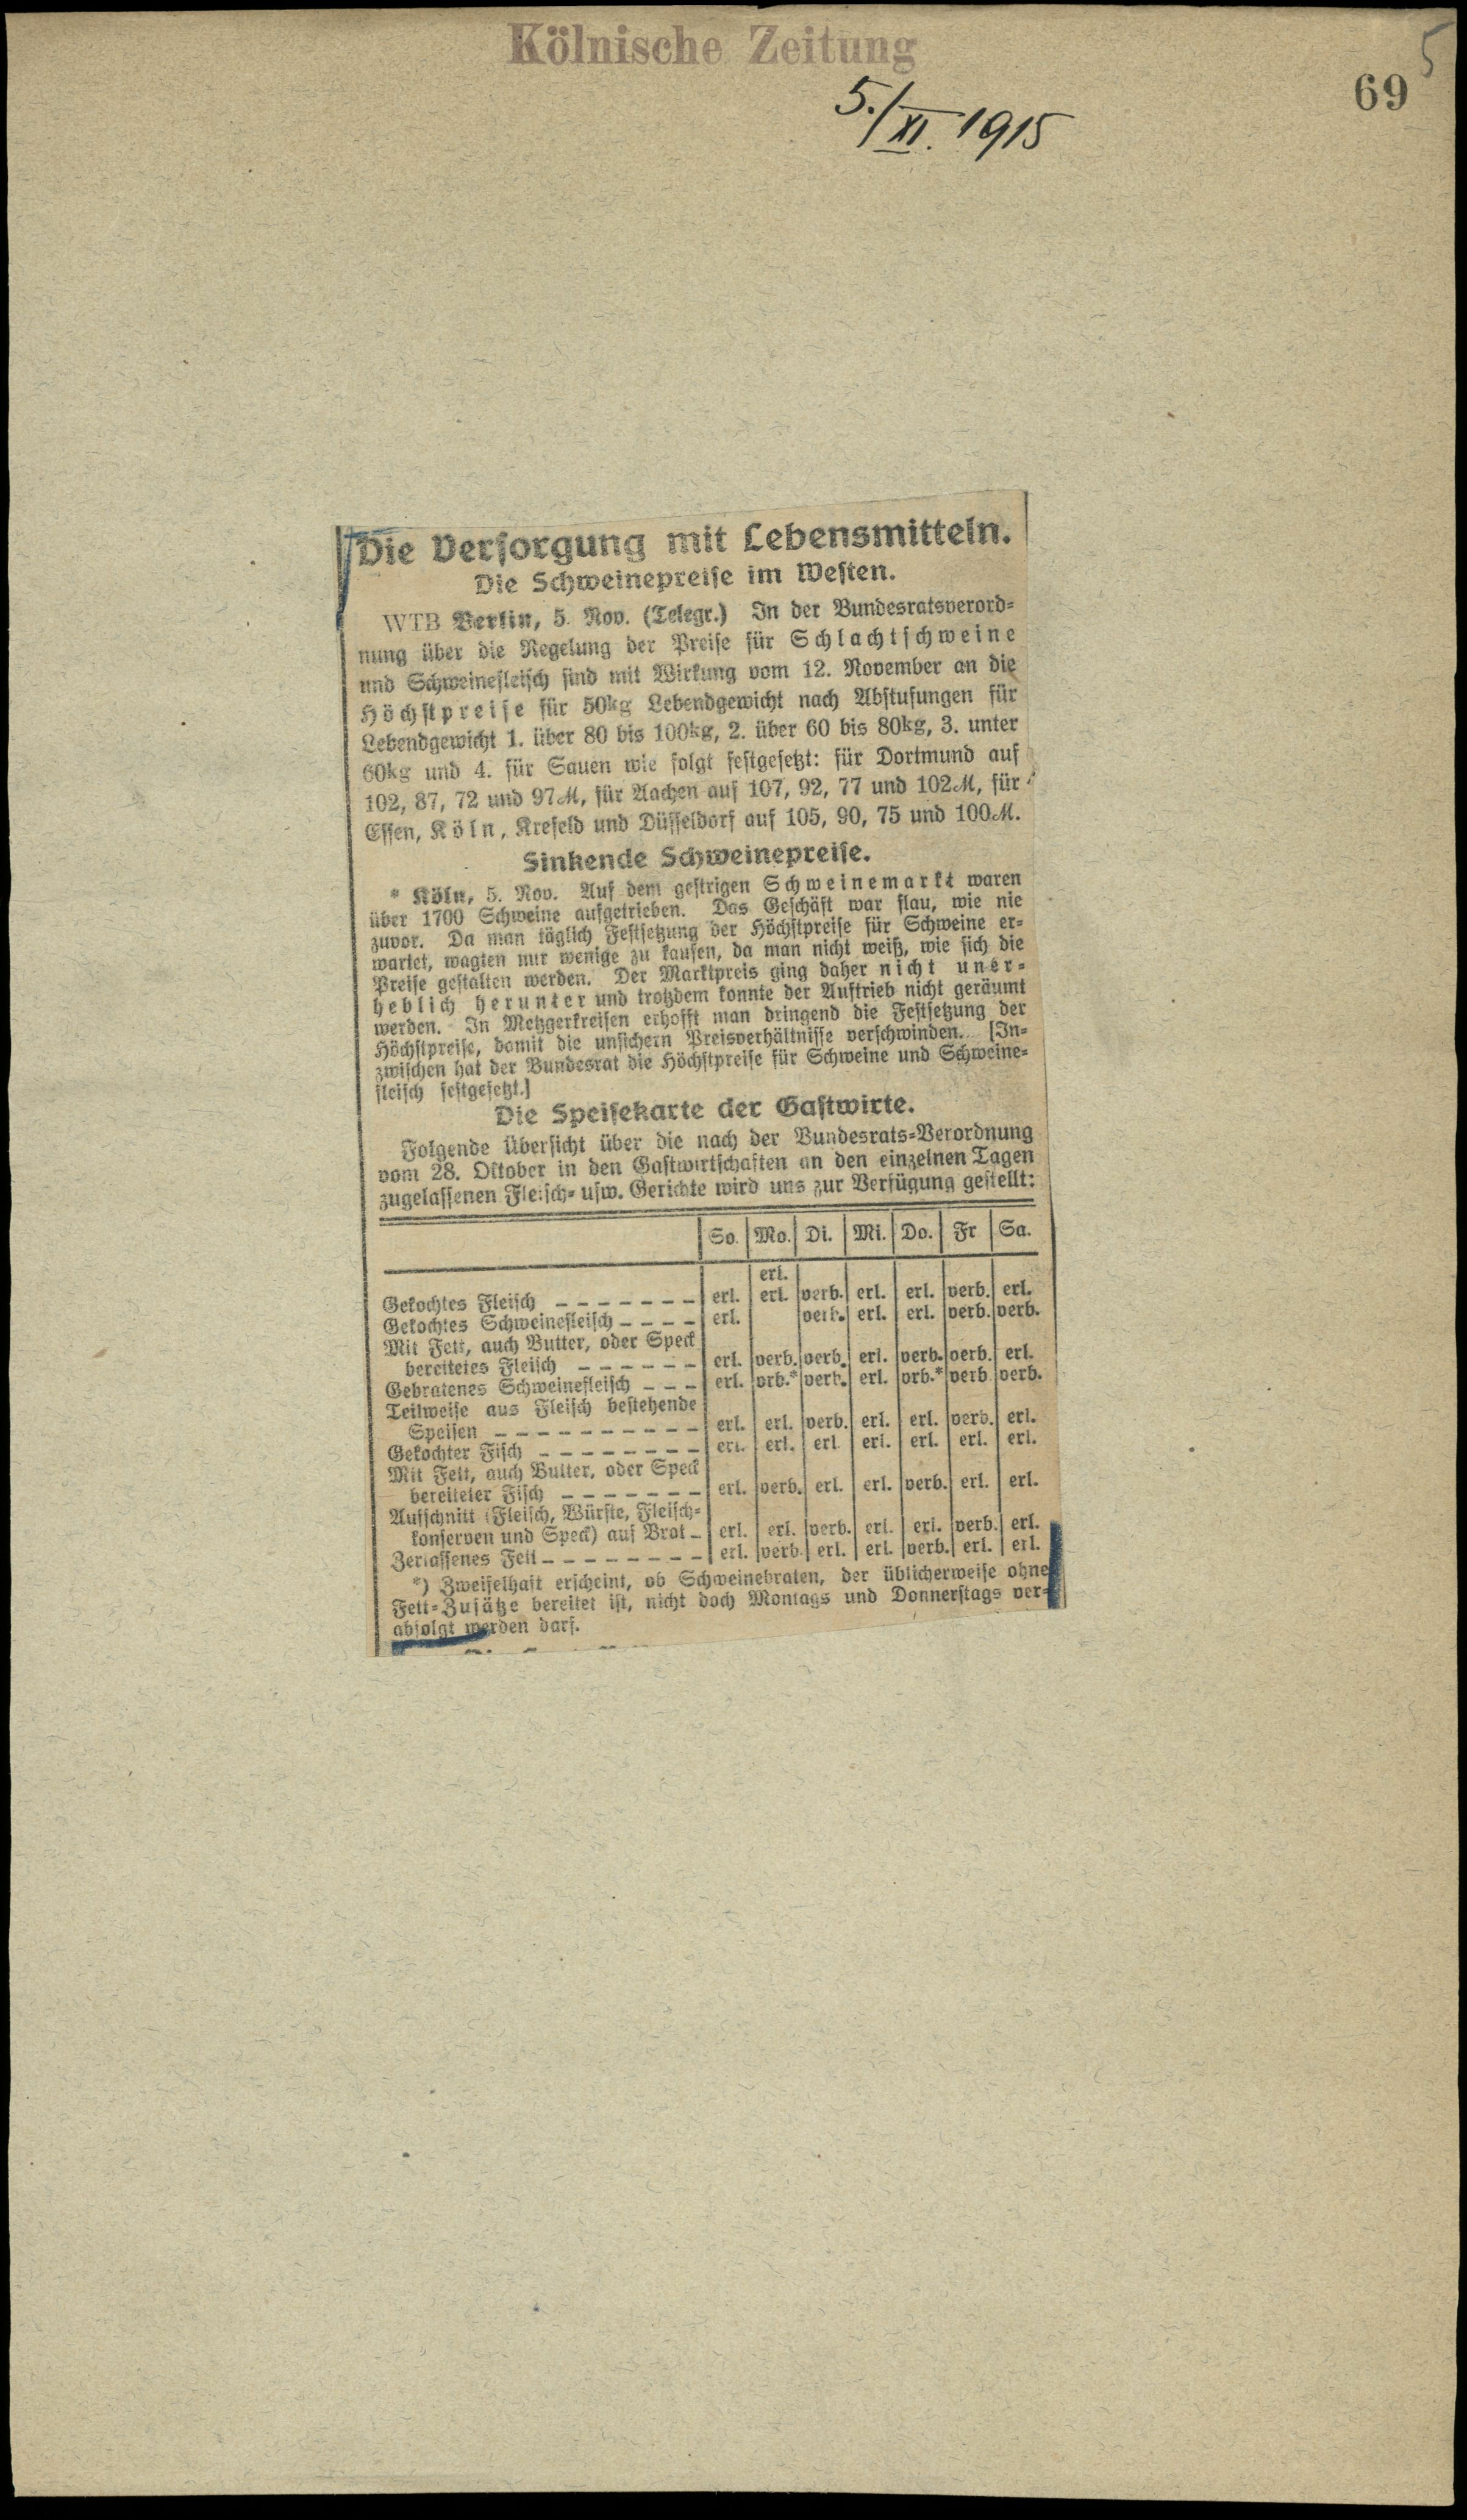 Kölnische Zeitung
5
69
5./XI. 1915
Die Versorgung mit Lebensmitteln.
Die Schweinepreise im Westen.
WTB Berlin, 5. Nov. (Telegr.) In der Bundesratsverord-
nung über die Regelung der Preise für Schlachtschweine
und Schweinefleisch sind mit Wirkung vom 12. November an die
Höchstpreise für 50kg Lebendgewicht nach Abstufungen für
Lebendgewicht 1. über 80 bis 100kg, 2. über 60 bis 80kg, 3. unter
60kg und 4. für Sauen wie folgt festgesetzt: für Dortmund auf
102, 87, 72 und 97 M, für Aachen auf 107, 92, 77 und 102 M, für
Essen, Köln, Krefeld und Düsseldorf auf 105, 90, 75 und 100 M.
Sinkende Schweinepreise.
* Köln, 5. Nov. Auf dem gestrigen Schweinemarkt waren
über 1700 Schweine aufgetrieben. Das Geschäft war flau, wie nie
zuvor. Da man täglich Festsetzung der Höchstpreise für Schweine er-
wartet, wagten nur wenige zu kaufen, da man nicht weiß, wie sich die
Preise gestalten werden. Der Marktpreis ging daher nicht uner-
heblich herunter und trotzdem konnte der Auftrieb nicht geräumt
werden. In Metzgerkreisen erhofft man dringend die Festsetzung der
Höchstpreise, damit die unsichern Preisverhältnisse verschwinden. [In-
zwischen hat der Bundesrat die Höchstpreise für Schweine und Schweine-
fleisch festgesetzt.]
Die Speisekarte der Gastwirte.
Folgende Übersicht über die nach der Bundesrats-Verordnung
vom 28. Oktober in den Gastwirtschaften an den einzelnen Tagen
zugelassenen Fleisch- usw. Gerichte wird uns zur Verfügung gestellt:
So. Mo. Di. Mi. Do. Fr Sa.
erl.
Gekochtes Fleisch – – – – – – – erl. erl. verb. erl. erl. verb. erl.
Gekochtes Schweinefleisch – – – – erl. verb. erl. erl. verb. verb.
Mit Fett, auch Butter, oder Speck
bereitetes Fleisch – – – – – – erl. verb. verb. erl. verb. verb. erl.
Gebratenes Schweinefleisch – – – erl. vrb.* verb. erl. vrb.* verb verb.
Teilweise aus Fleisch bestehende
Speisen – – – – – – – – – – erl. erl. verb. erl. erl. verb. erl.
Gekochter Fisch – – – – – – – – erl. erl. erl erl. erl. erl. erl.
Mit Fett, auch Butter, oder Speck
bereiteter Fisch – – – – – – – erl. verb. erl. erl. verb. erl. erl.
Aufschnitt (Fleisch, Würste, Fleisch-
konserven und Speck) auf Brot – erl. erl. verb. erl. erl. verb. erl.
Zerlassenes Fett – – – – – – – – erl. verb. erl. erl. verb. erl. erl.
*) Zweifelhaft erscheint, ob Schweinebraten, der üblicherweise ohne
Fett-Zusätze bereitet ist, nicht doch Montags und Donnerstags ver-
abfolgt werden darf.